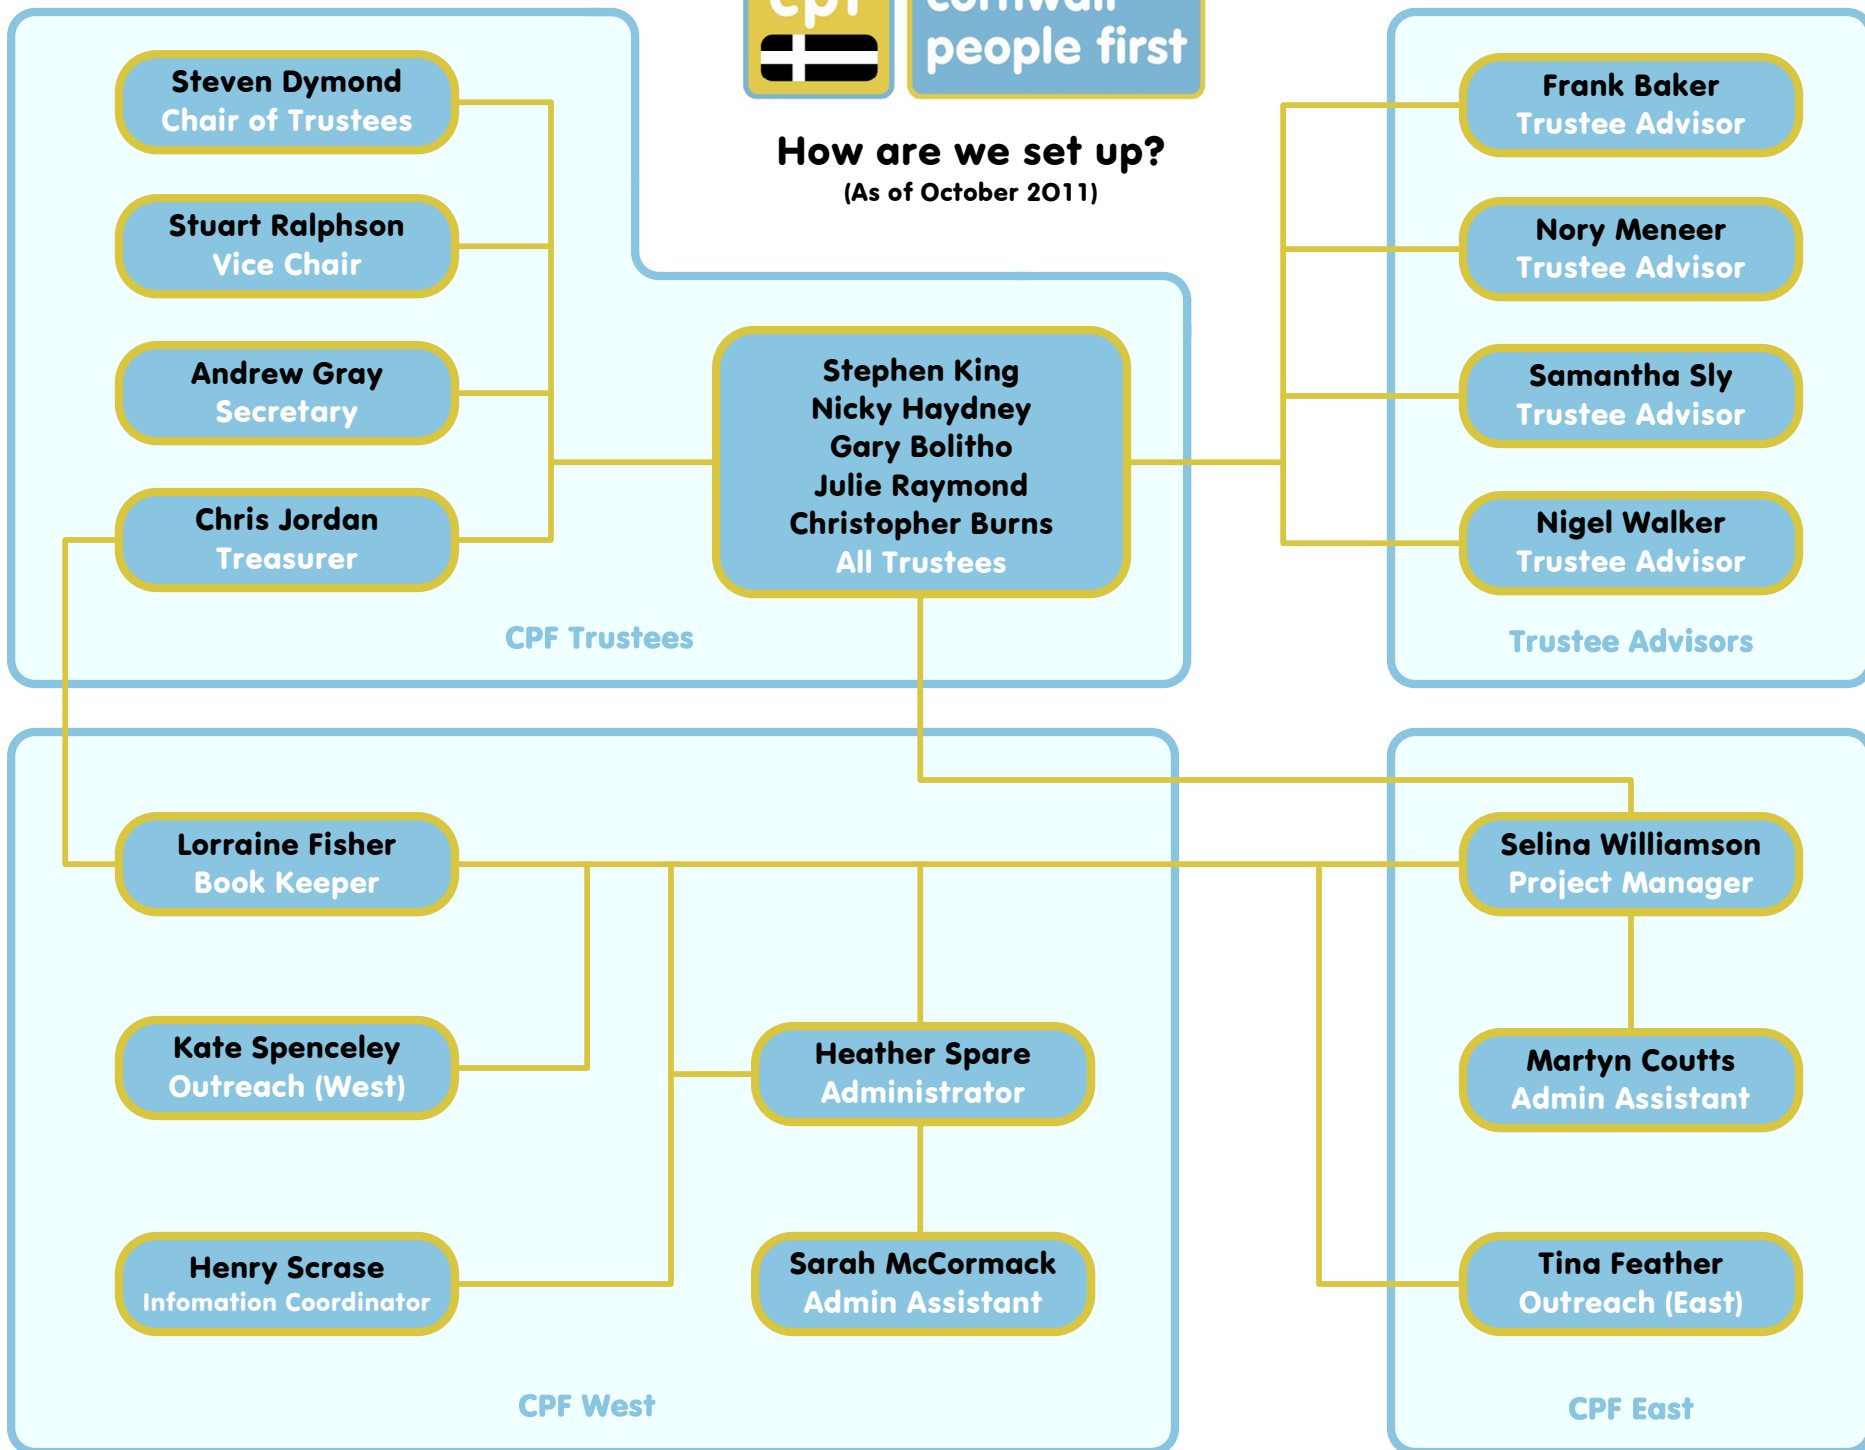 cpf
cornwall
people first
How are we set up?
(As of October 2011)
Steven Dymond
Chair of Trustees
Stuart Ralphson
Vice Chair
Andrew Gray
Secretary
Chris Jordan
Treasurer
Stephen King
Nicky Haydney
Gary Bolitho
Julie Raymond
Christopher Burns
All Trustees
CPF Trustees
Frank Baker
Trustee Advisor
Nory Meneer
Trustee Advisor
Samantha Sly
Trustee Advisor
Nigel Walker
Trustee Advisor
Trustee Advisors
Lorraine Fisher
Book Keeper
Kate Spenceley
Outreach (West)
Henry Scrase
Infomation Coordinator
Heather Spare
Administrator
Sarah McCormack
Admin Assistant
CPF West
Selina Williamson
Project Manager
Martyn Coutts
Admin Assistant
Tina Feather
Outreach (East)
CPF East